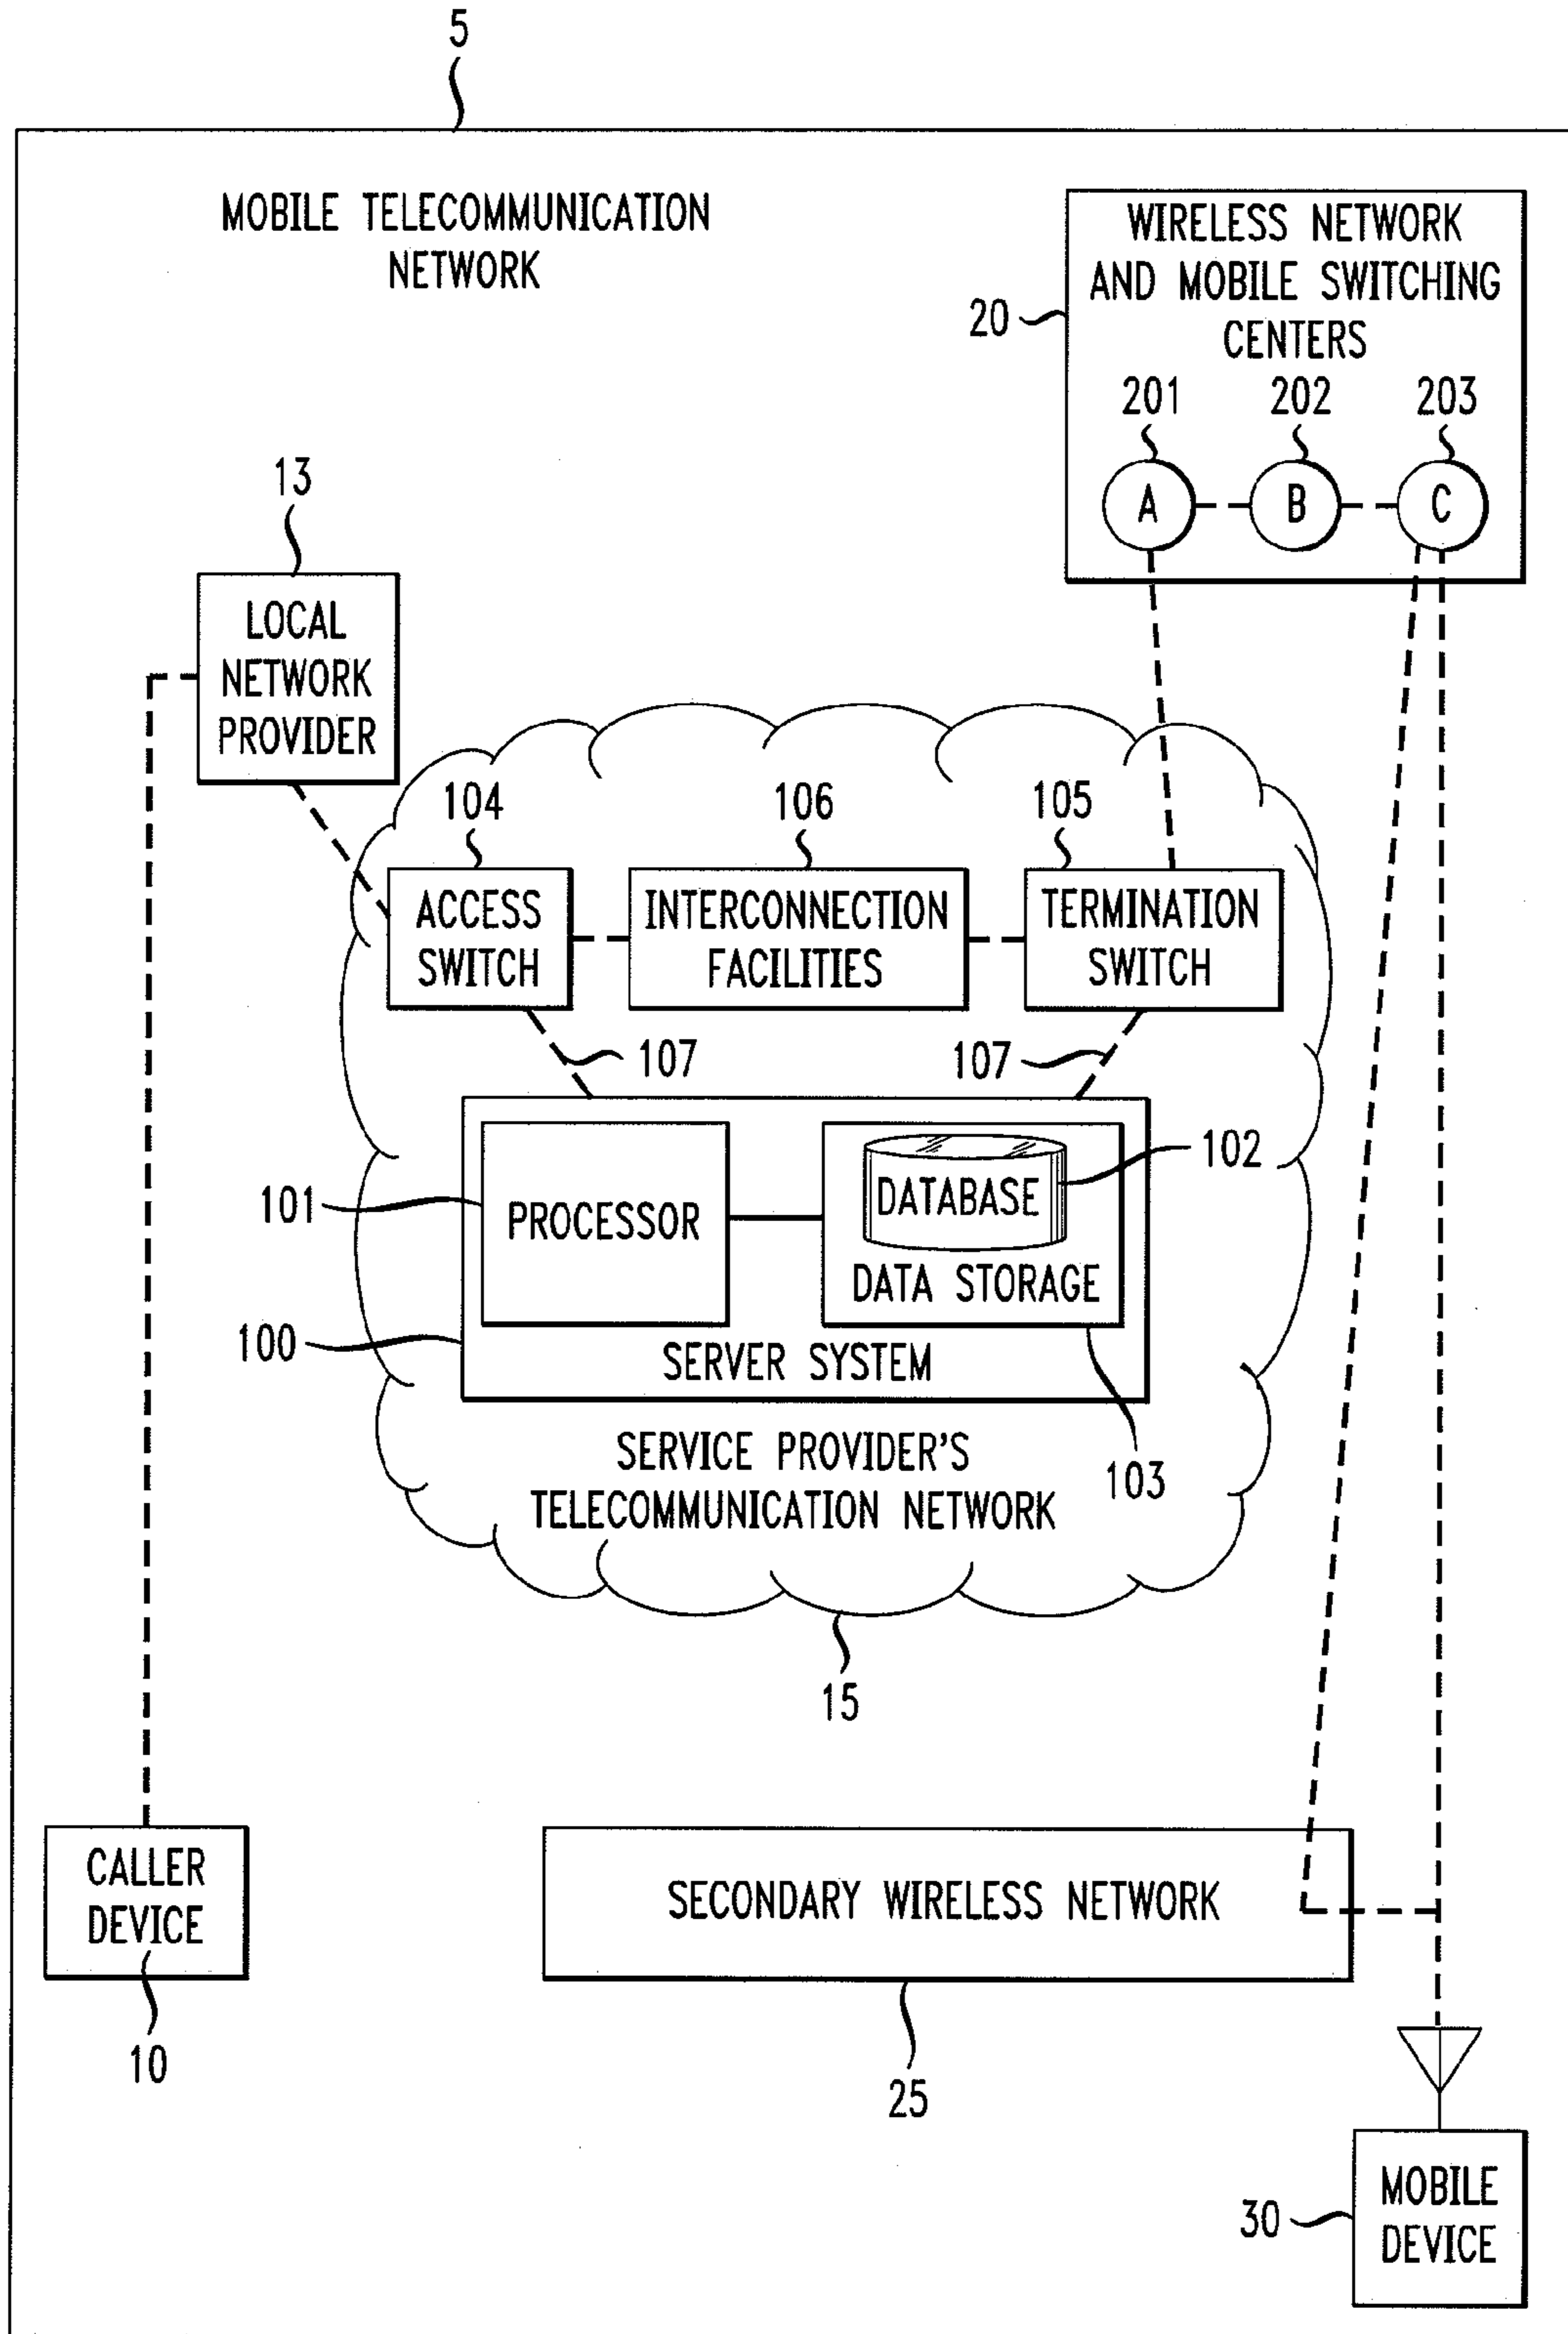 5
MOBILE TELECOMMUNICATION
NETWORK
WIRELESS NETWORK
AND MOBILE SWITCHING
CENTERS
20
201 202 203
A B C
13
LOCAL
NETWORK
PROVIDER
104 106 105
ACCESS
SWITCH
INTERCONNECTION
FACILITIES
TERMINATION
SWITCH
107 107
102
101
PROCESSOR
DATABASE
DATA STORAGE
100
SERVER SYSTEM
103
SERVICE PROVIDER'S
TELECOMMUNICATION NETWORK
15
CALLER
DEVICE
10
SECONDARY WIRELESS NETWORK
25
30
MOBILE
DEVICE